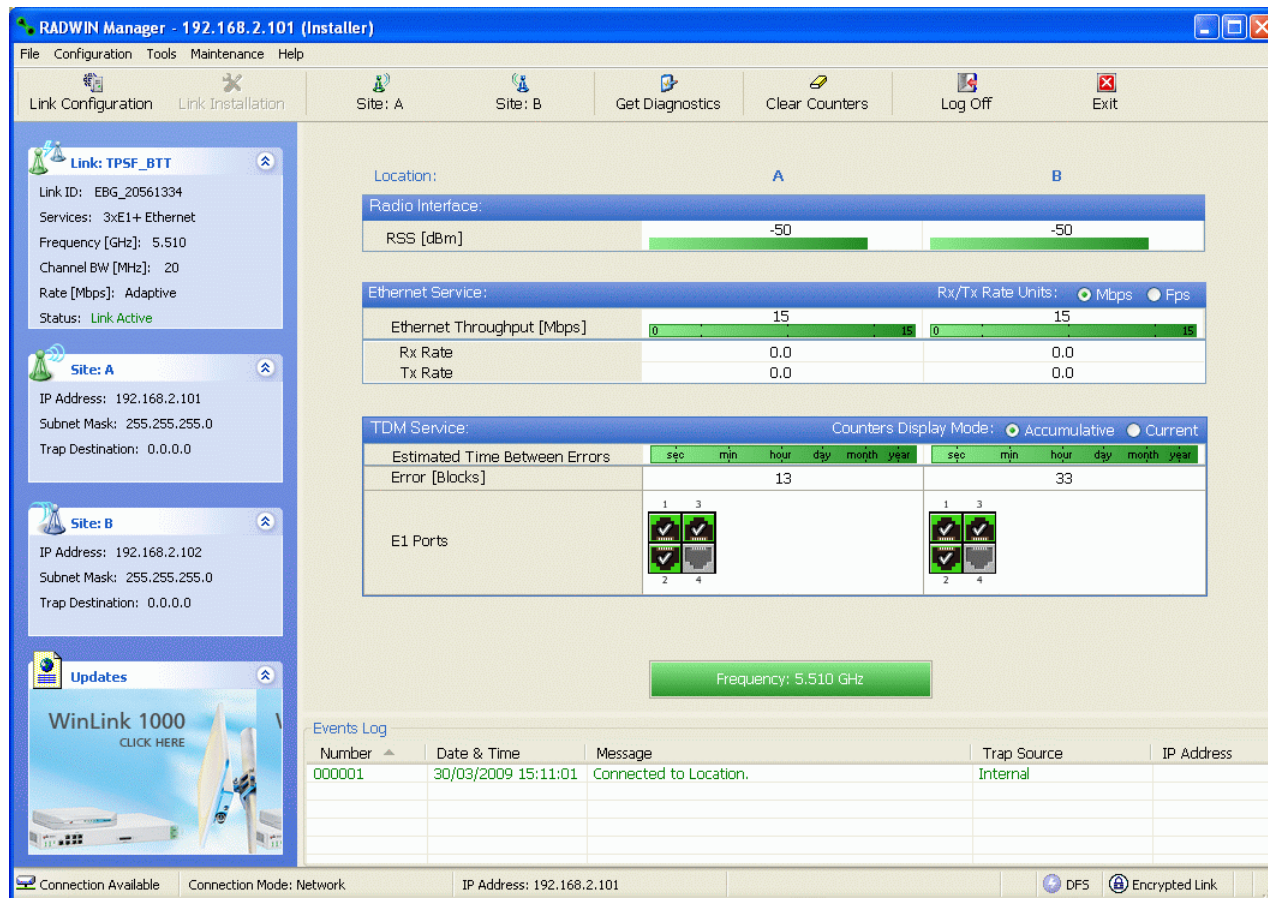 RADWIN Manager - 192.168.2.101 (Installer)
File Configuration Tools Maintenance Help
Link Configuration Link Installation Site: A Site: B Get Diagnostics Clear Counters Log Off Exit
Link: TPSF_BTT
Link ID: EBG_20561334
Services: 3xE1+ Ethernet
Frequency [GHz]: 5.510
Channel BW [MHz]: 20
Rate [Mbps]: Adaptive
Status: Link Active
Site: A
IP Address: 192.168.2.101
Subnet Mask: 255.255.255.0
Trap Destination: 0.0.0.0
Site: B
IP Address: 192.168.2.102
Subnet Mask: 255.255.255.0
Trap Destination: 0.0.0.0
Updates
WinLink 1000
CLICK HERE
Location: A B
Radio Interface:
RSS [dBm] -50 -50
Ethernet Service: Rx/Tx Rate Units: Mbps Fps
Ethernet Throughput [Mbps] 15 15
0 15 0 15
Rx Rate 0.0 0.0
Tx Rate 0.0 0.0
TDM Service: Counters Display Mode: Accumulative Current
Estimated Time Between Errors sec min hour day month year sec min hour day month year
Error [Blocks] 13 33
1 3 1 3
E1 Ports
2 4 2 4
Frequency: 5.510 GHz
Events Log
Number Date & Time Message Trap Source IP Address
000001 30/03/2009 15:11:01 Connected to Location. Internal
Connection Available Connection Mode: Network IP Address: 192.168.2.101 DFS Encrypted Link